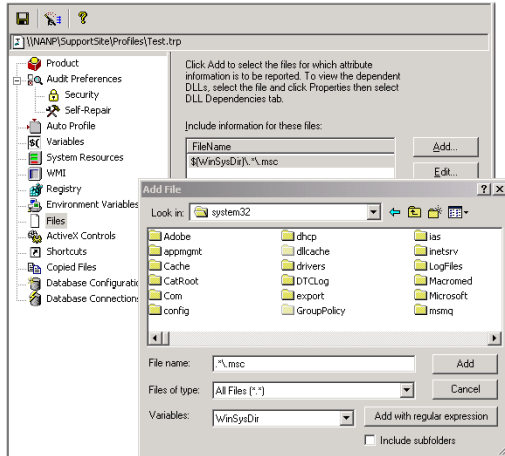 \\NANP\SupportSite\Profiles\Test.trp
Product
Audit Preferences
Security
Self-Repair
Auto Profile
Variables
System Resources
WMI
Registry
Environment Variables
Files
ActiveX Controls
Shortcuts
Copied Files
Database Configuratio
Database Connection:
Click Add to select the files for which attribute
information is to be reported. To view the dependent
DLLs, select the file and click Properties then select
DLL Dependencies tab.
Include information for these files:
FileName
$(WinSysDir)\.*\.msc
Add...
Edit...
Add File
Look in: system32
Adobe
appmgmt
Cache
CatRoot
Com
config
dhcp
dllcache
drivers
DTCLog
export
GroupPolicy
ias
inetsrv
LogFiles
Macromed
Microsoft
msmq
File name: .*\.msc Add
Files of type: All Files (*.*) Cancel
Variables: WinSysDir Add with regular expression
Include subfolders